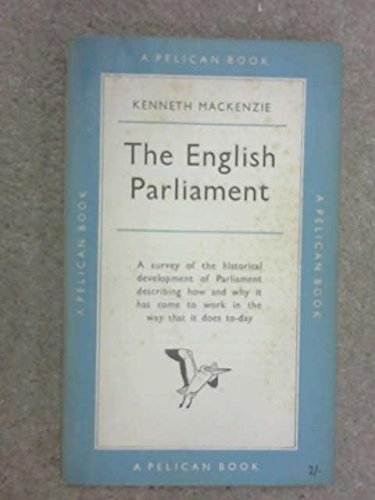 A PELICAN BOOK
KENNETH MACKENZIE
The English
Parliament
A survey of the historical
development of Parliament
describing how and why it
has come to work in the
way that it does to-day
A PELICAN BOOK
A PELICAN BOOK
A PELICAN BOOK
2/-